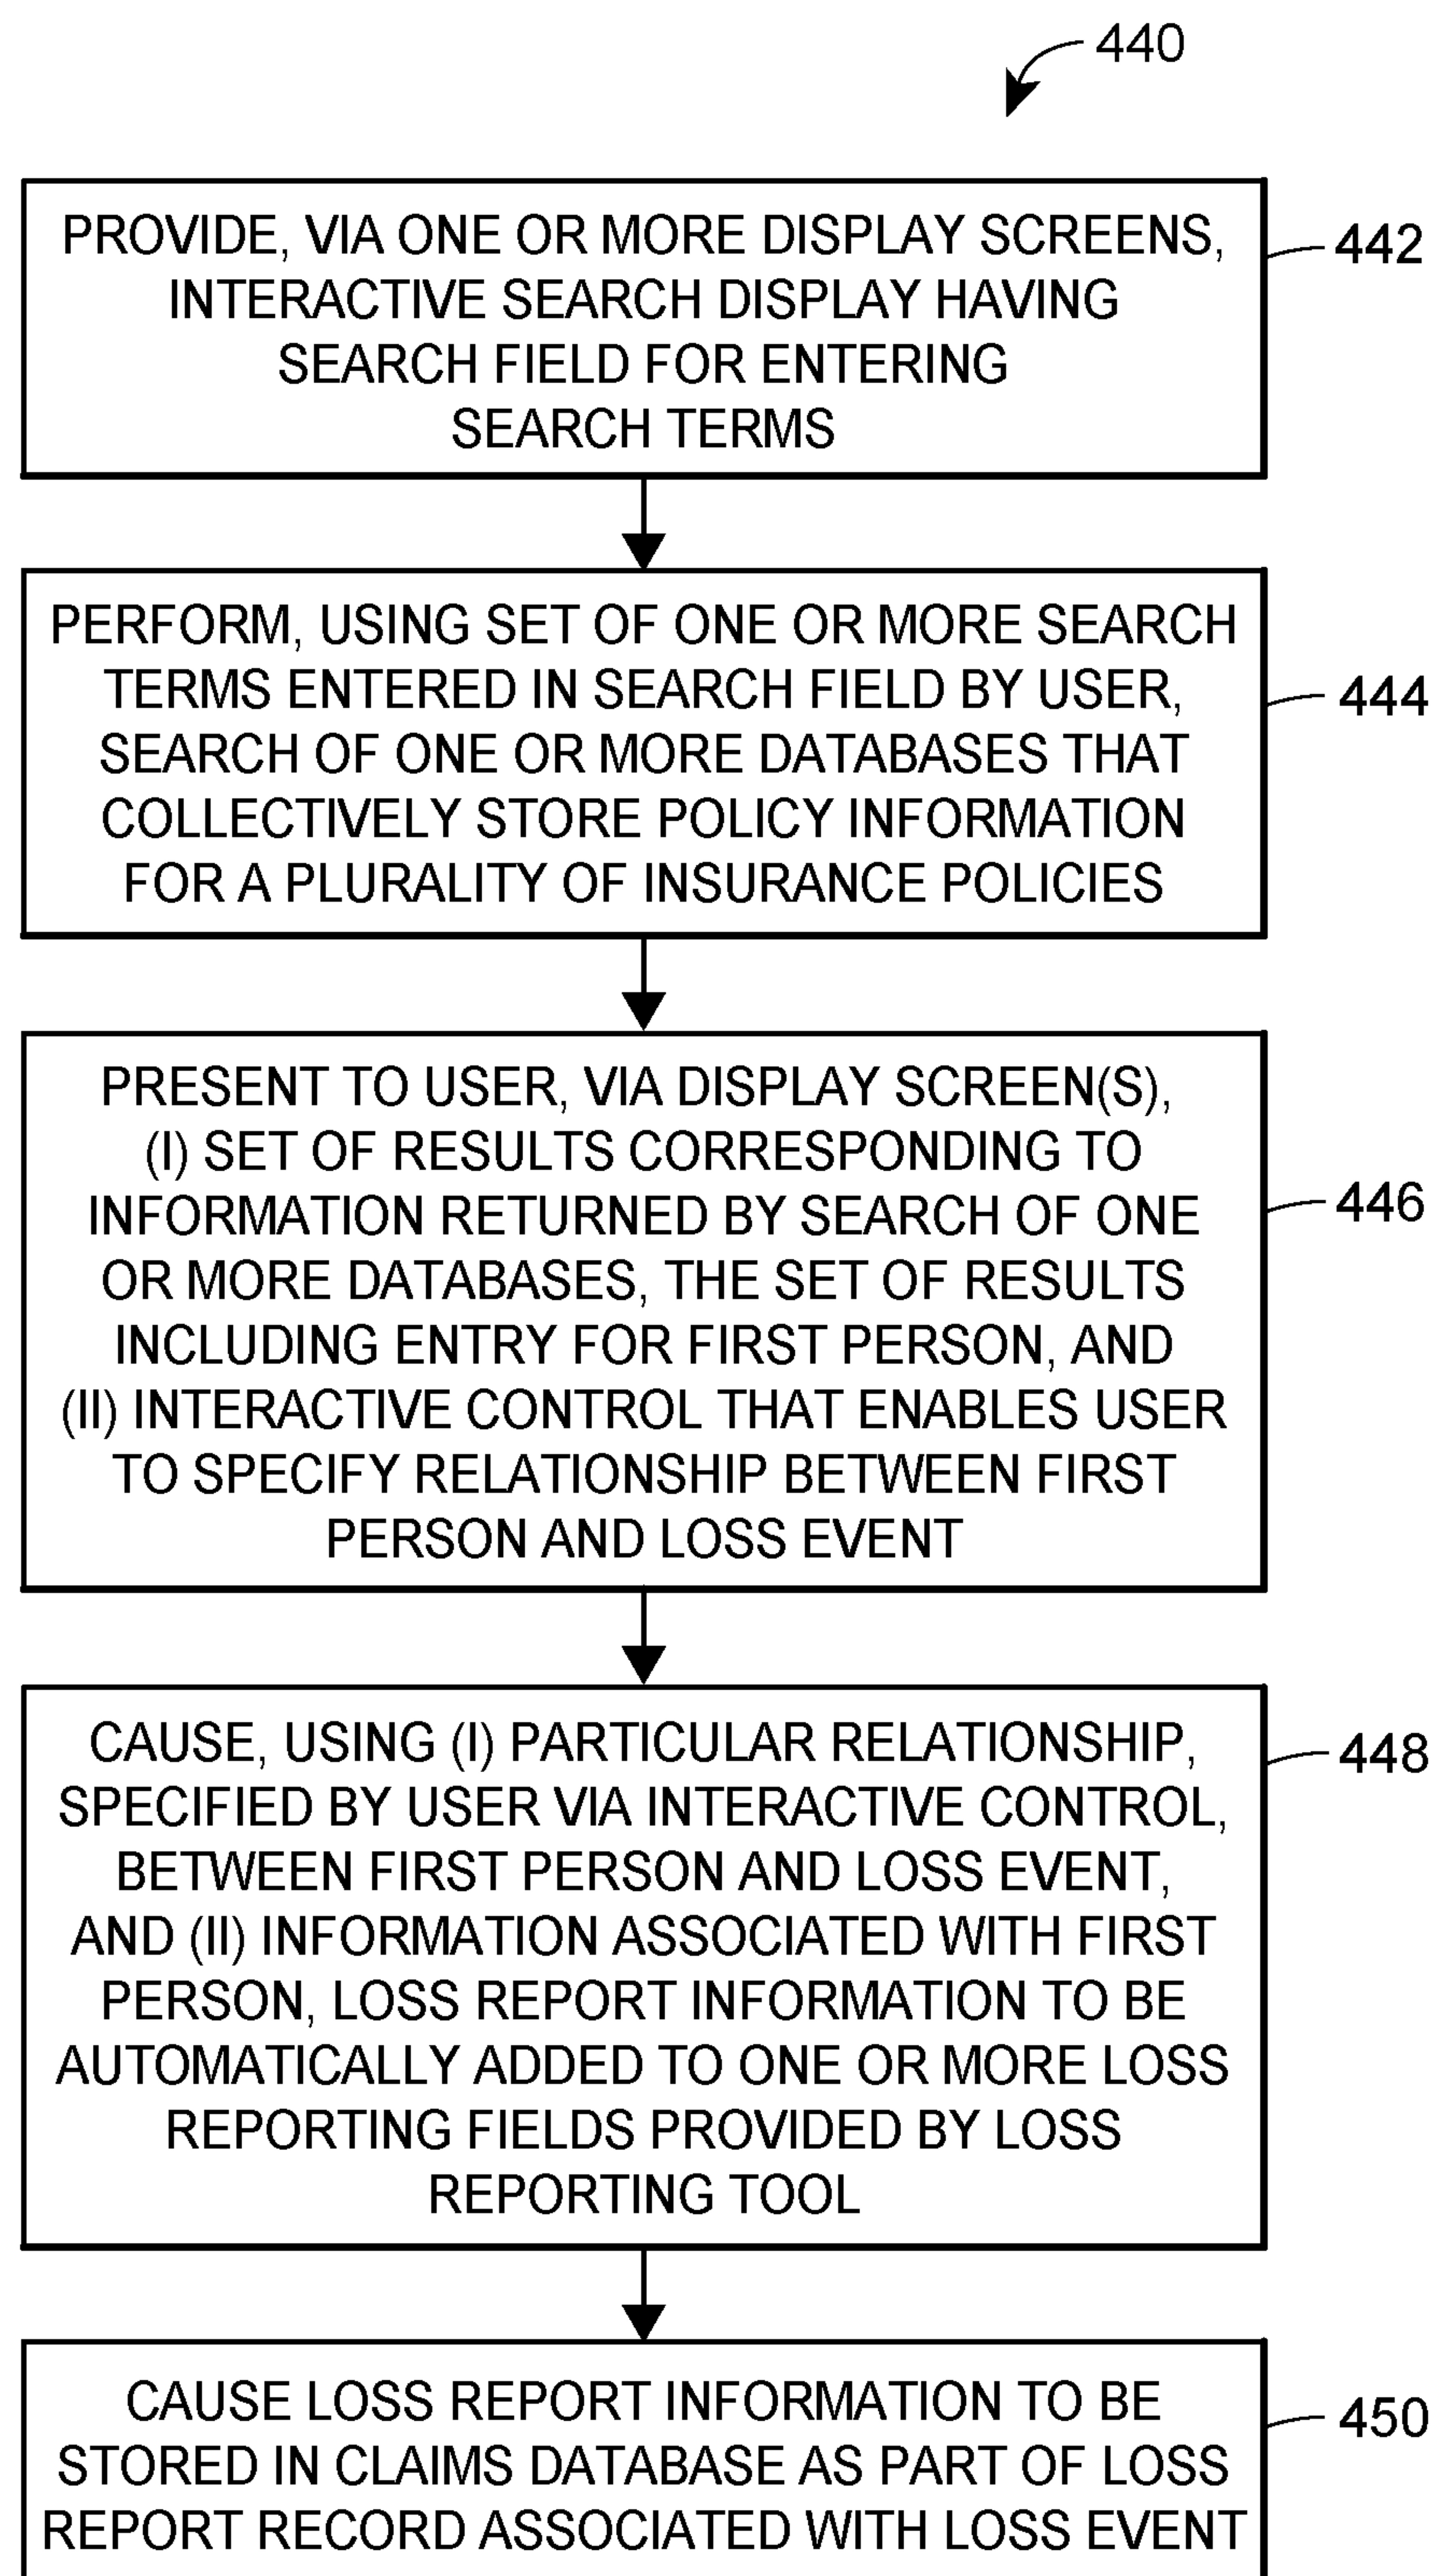 440
PROVIDE, VIA ONE OR MORE DISPLAY SCREENS,
INTERACTIVE SEARCH DISPLAY HAVING
SEARCH FIELD FOR ENTERING
SEARCH TERMS
442
PERFORM, USING SET OF ONE OR MORE SEARCH
TERMS ENTERED IN SEARCH FIELD BY USER,
SEARCH OF ONE OR MORE DATABASES THAT
COLLECTIVELY STORE POLICY INFORMATION
FOR A PLURALITY OF INSURANCE POLICIES
444
PRESENT TO USER, VIA DISPLAY SCREEN(S),
(I) SET OF RESULTS CORRESPONDING TO
INFORMATION RETURNED BY SEARCH OF ONE
OR MORE DATABASES, THE SET OF RESULTS
INCLUDING ENTRY FOR FIRST PERSON, AND
(II) INTERACTIVE CONTROL THAT ENABLES USER
TO SPECIFY RELATIONSHIP BETWEEN FIRST
PERSON AND LOSS EVENT
446
CAUSE, USING (I) PARTICULAR RELATIONSHIP,
SPECIFIED BY USER VIA INTERACTIVE CONTROL,
BETWEEN FIRST PERSON AND LOSS EVENT,
AND (II) INFORMATION ASSOCIATED WITH FIRST
PERSON, LOSS REPORT INFORMATION TO BE
AUTOMATICALLY ADDED TO ONE OR MORE LOSS
REPORTING FIELDS PROVIDED BY LOSS
REPORTING TOOL
448
CAUSE LOSS REPORT INFORMATION TO BE
STORED IN CLAIMS DATABASE AS PART OF LOSS
REPORT RECORD ASSOCIATED WITH LOSS EVENT
450